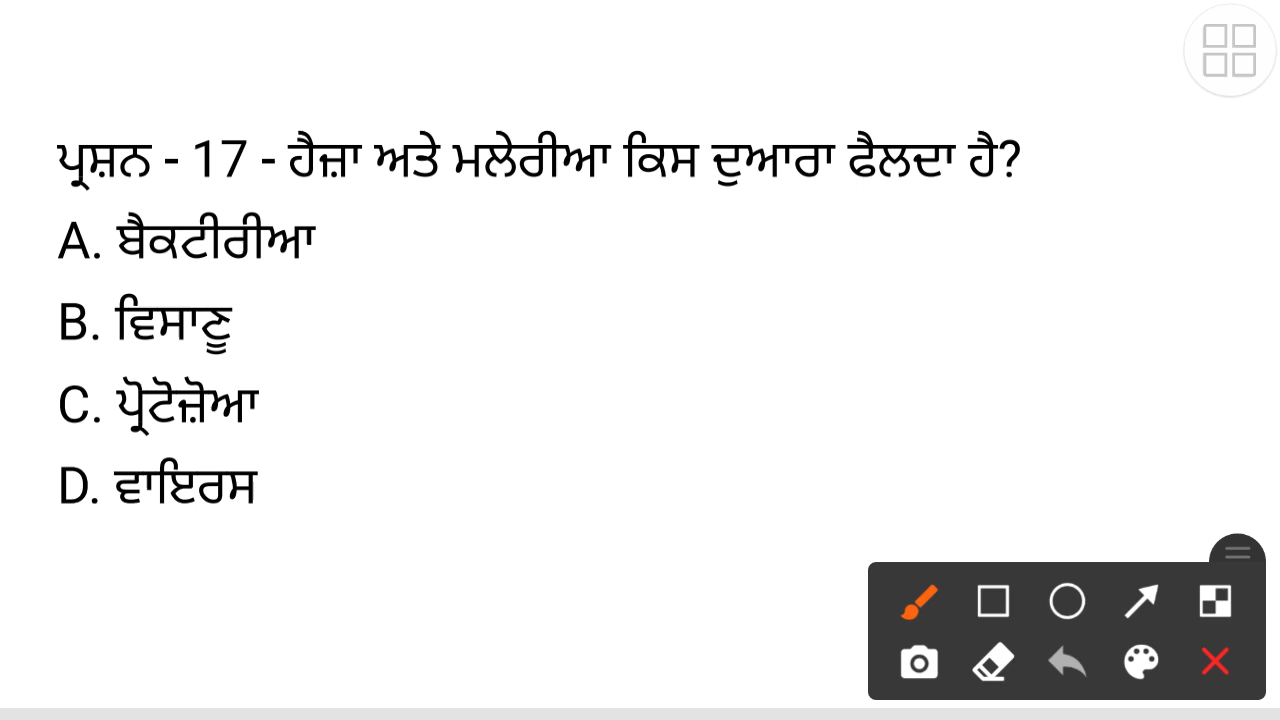 ਪ੍ਰਸ਼ਨ - 17 - ਹੈਜ਼ਾ ਅਤੇ ਮਲੇਰੀਆ ਕਿਸ ਦੁਆਰਾ ਫੈਲਦਾ ਹੈ?
A. ਬੈਕਟੀਰੀਆ
B. ਵਿਸਾਣੂ
C. ਪ੍ਰੋਟੋਜ਼ੋਆ
D. ਵਾਇਰਸ